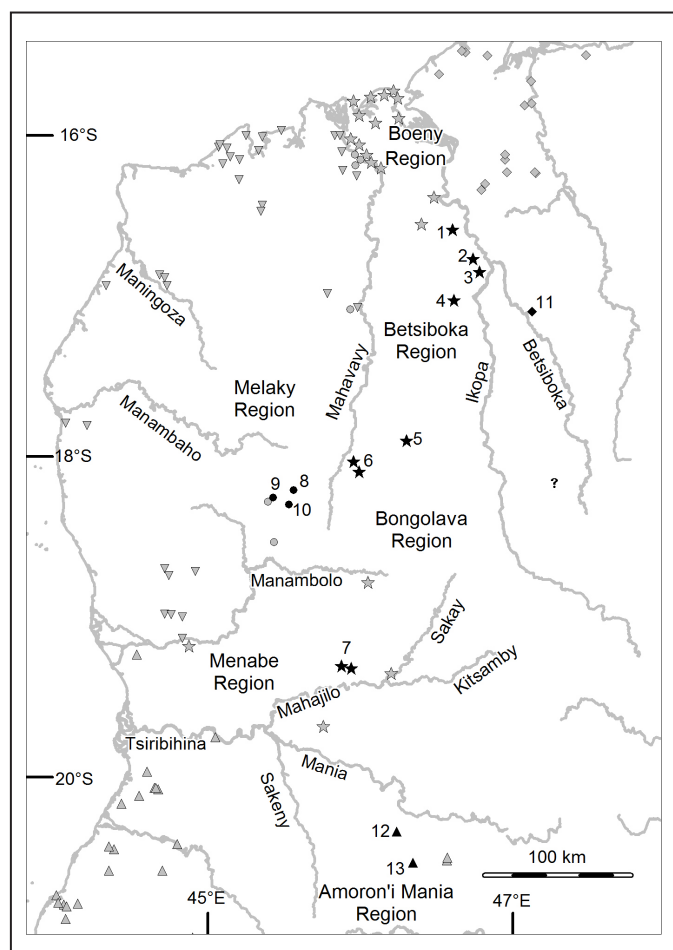 16°S
Boeny
Region
1
2
3
Maningoza
4
11
Betsiboka
Region
Mahavavy
Ikopa
Betsiboka
Melaky
Region
Manambaho
5
18°S
6
9
8
10
?
Bongolava
Region
Manambolo
Sakay
7
Menabe
Region
Kitsamby
Mahajilo
Tsiribihina
Mania
20°S
Sakeny
12
13
100 km
Amoron'i Mania
Region
45°E
47°E